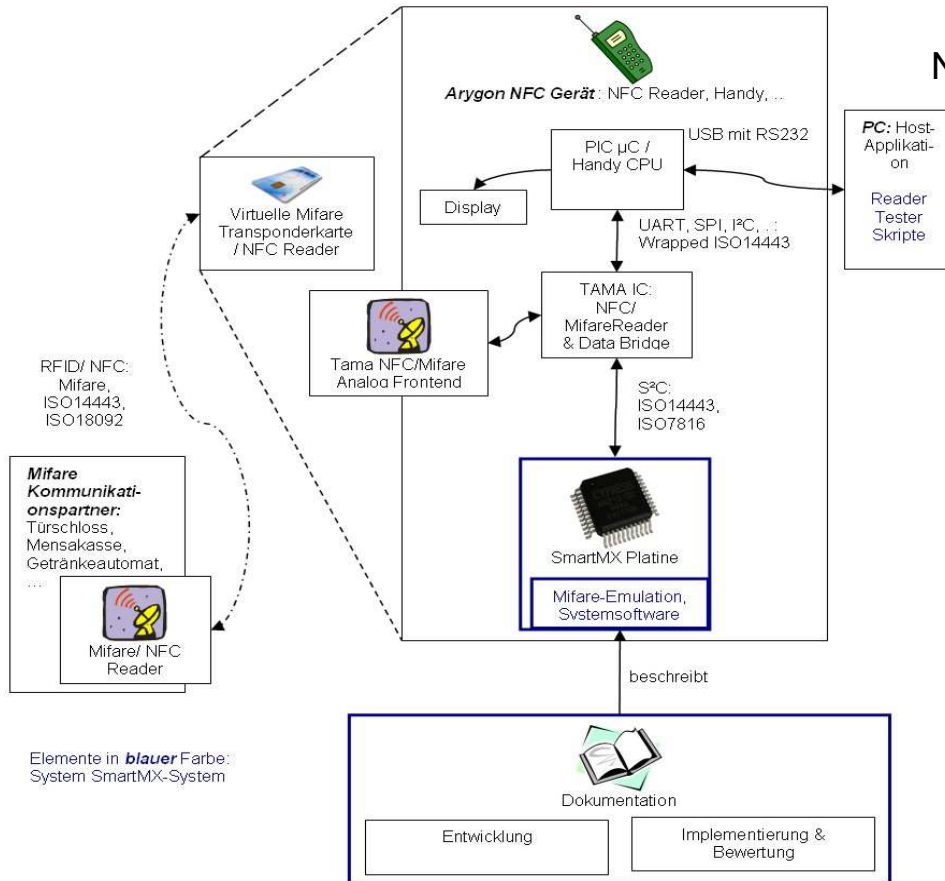 N
Arygon NFC Gerät: NFC Reader, Handy, ..
USB mit RS232
PIC µC /
Handy CPU
Display
UART, SPI, I²C, . :
Wrapped ISO14443
PC: Host-
Applikati-
on
Reader
Tester
Skripte
Virtuelle Mifare
Transponderkarte
/ NFC Reader
TAMA IC:
NFC/
MifareReader
& Data Bridge
Tama NFC/Mifare
Analog Frontend
RFID/ NFC:
Mifare,
ISO14443,
ISO18092
S²C:
ISO14443,
ISO7816
Mifare
Kommunikati-
onspartner:
Türschloss,
Mensakasse,
Getränkeautomat,
...
Mifare/ NFC
Reader
SmartMX Platine
Mifare-Emulation,
Systemsoftware
beschreibt
Elemente in blauer Farbe:
System SmartMX-System
Dokumentation
Entwicklung
Implementierung &
Bewertung